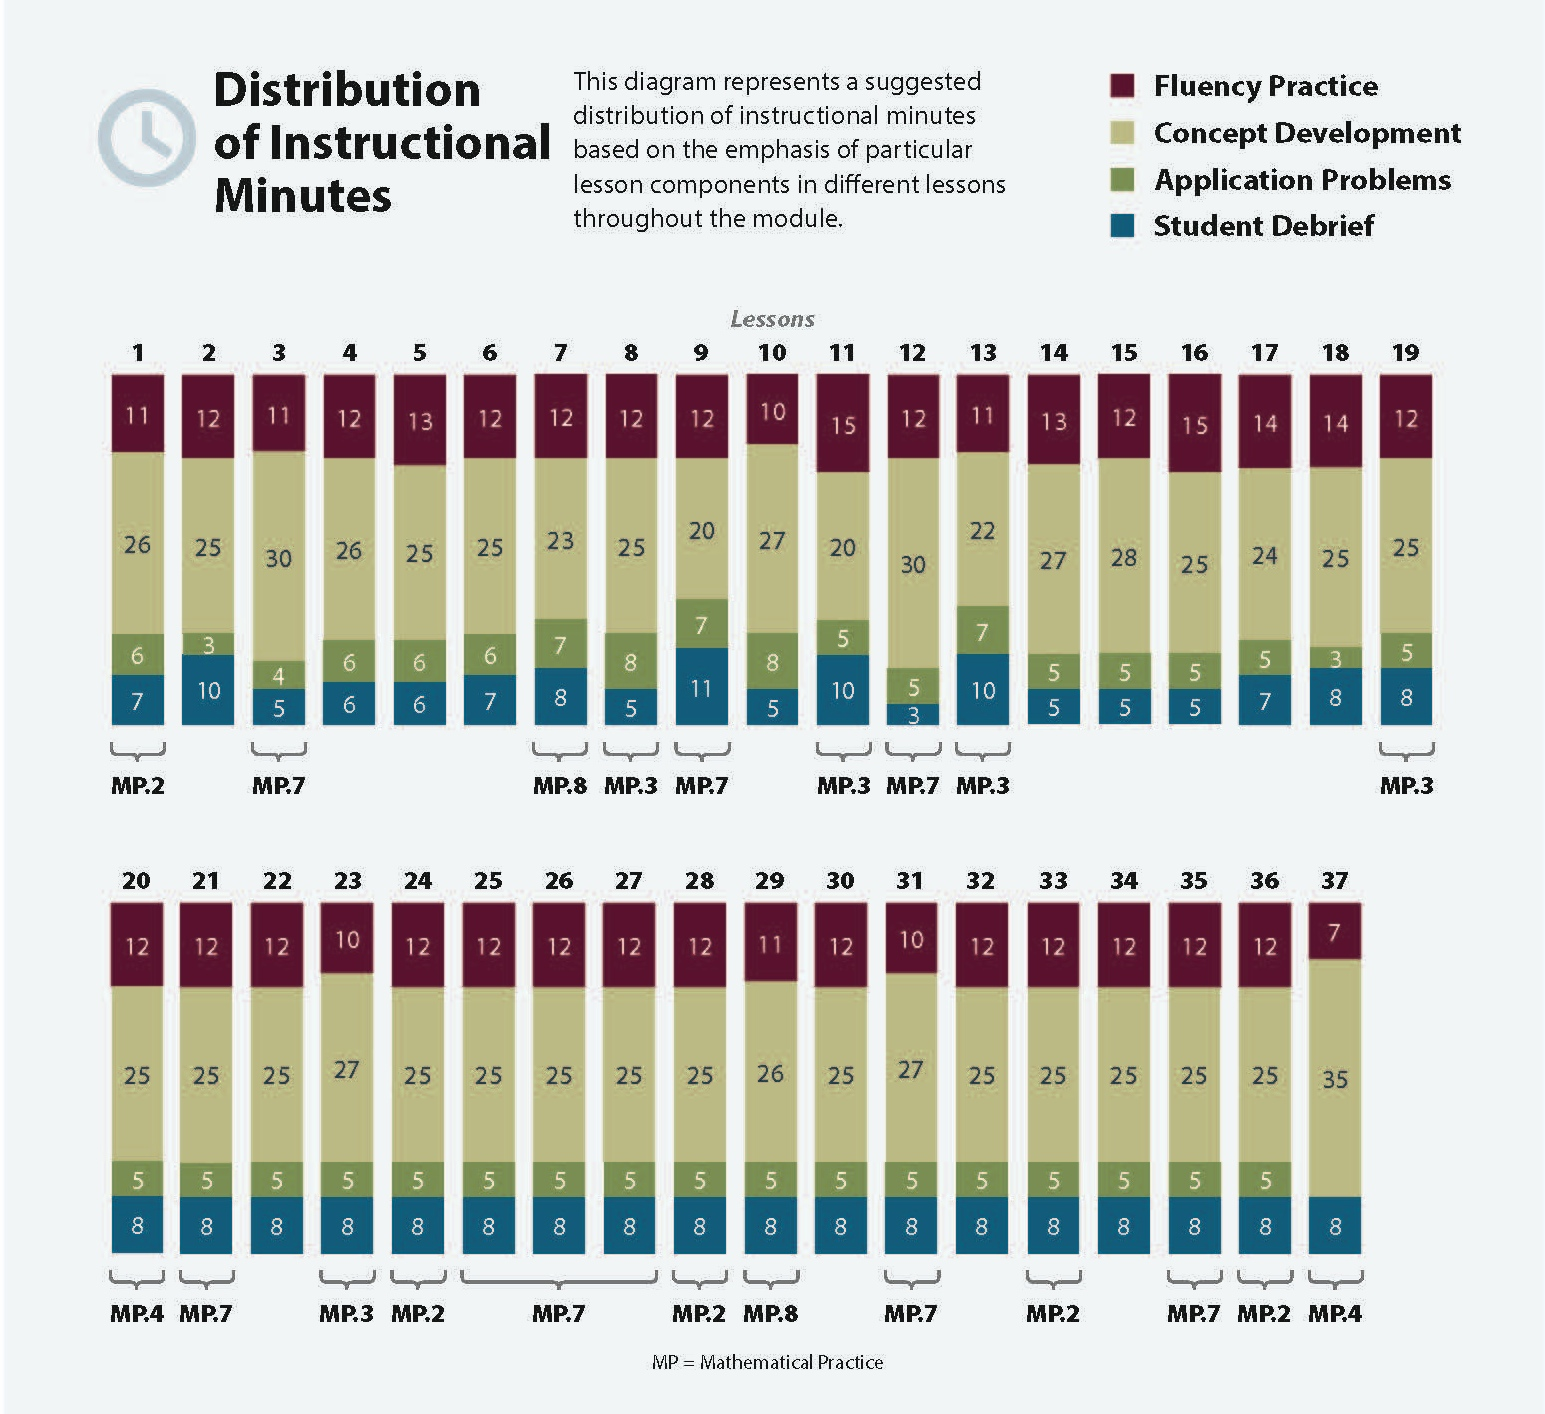 Distribution
of Instructional
Minutes
This diagram represents a suggested
distribution of instructional minutes
based on the emphasis of particular
lesson components in different lessons
throughout the module.
Fluency Practice
Concept Development
Application Problems
Student Debrief
Lessons
1 2 3 4 5 6 7 8 9 10 11 12 13 14 15 16 17 18 19
11 12 11 12 13 12 12 12 12 10 15 12 11 13 12 15 14 14 12
26 25 30 26 25 25 23 25 20 27 20 30 22 27 28 25 24 25 25
6 3 4 6 6 6 7 8 7 8 5 5 7 5 5 5 5 3 5
7 10 5 6 6 7 8 5 11 5 10 3 10 5 5 5 7 8 8
MP.2 MP.7 MP.8 MP.3 MP.7 MP.3 MP.7 MP.3 MP.3
20 21 22 23 24 25 26 27 28 29 30 31 32 33 34 35 36 37
12 12 12 10 12 12 12 12 12 11 12 10 12 12 12 12 12 7
25 25 25 27 25 25 25 25 25 26 25 27 25 25 25 25 25 35
5 5 5 5 5 5 5 5 5 5 5 5 5 5 5 5 5
8 8 8 8 8 8 8 8 8 8 8 8 8 8 8 8 8 8
MP.4 MP.7 MP.3 MP.2 MP.7 MP.2 MP.8 MP.7 MP.2 MP.7 MP.2 MP.4
MP = Mathematical Practice